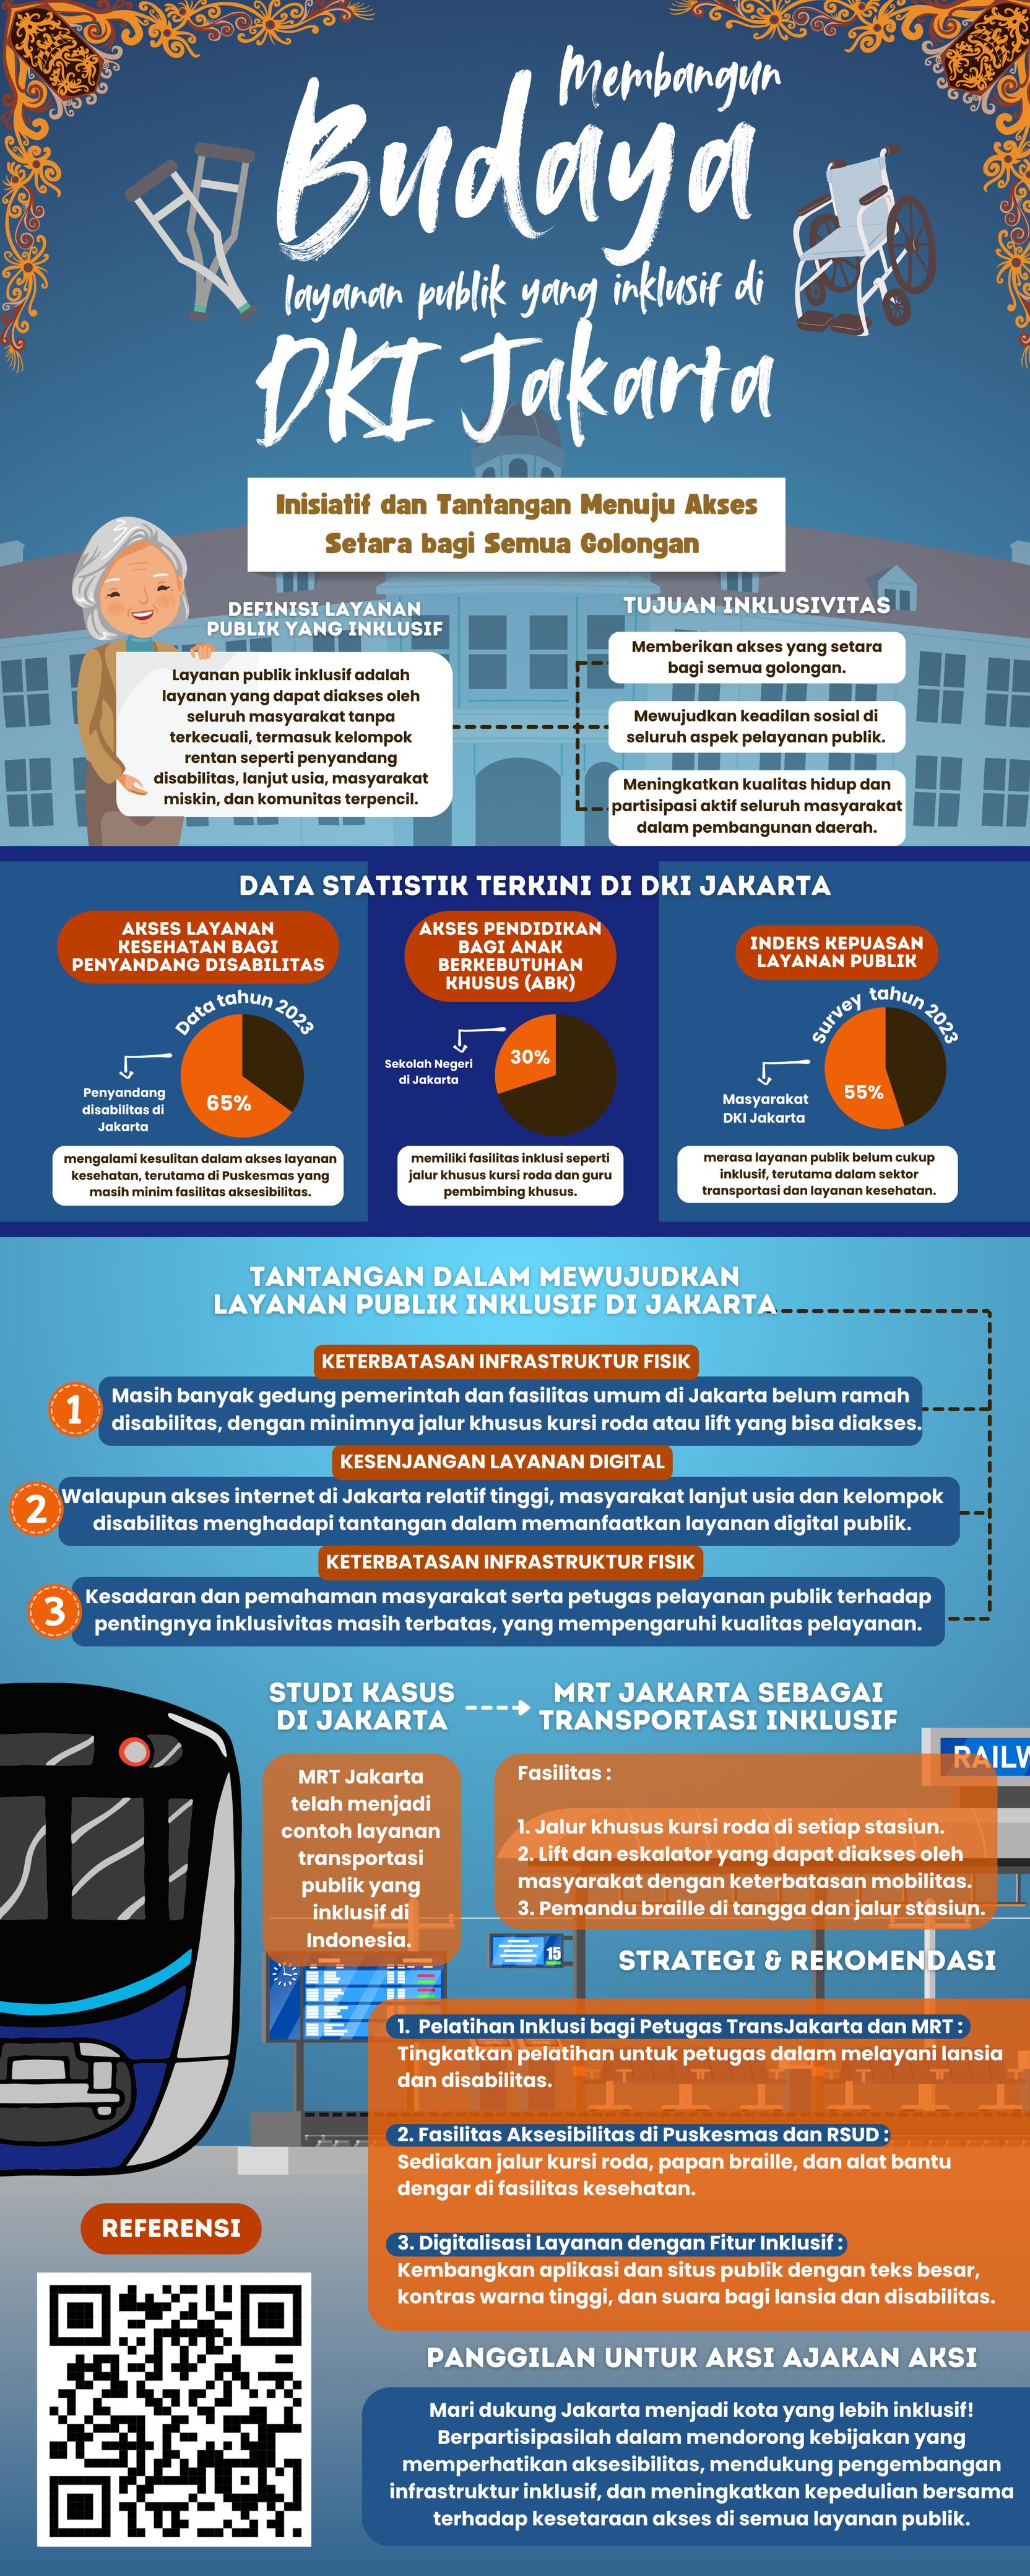 Membangun
Budaya
layanan publik yang inklusif di
DKI Jakarta
Inisiatif dan Tantangan Menuju Akses
Setara bagi Semua Golongan
DEFINISI LAYANAN
PUBLIK YANG INKLUSIF
Layanan publik inklusif adalah
layanan yang dapat diakses oleh
seluruh masyarakat tanpa
terkecuali, termasuk kelompok
rentan seperti penyandang
disabilitas, lanjut usia, masyarakat
miskin, dan komunitas terpencil.
TUJUAN INKLUSIVITAS
Memberikan akses yang setara
bagi semua golongan.
Mewujudkan keadilan sosial di
seluruh aspek pelayanan publik.
Meningkatkan kualitas hidup dan
partisipasi aktif seluruh masyarakat
dalam pembangunan daerah.
DATA STATISTIK TERKINI DI DKI JAKARTA
AKSES LAYANAN
KESEHATAN BAGI
PENYANDANG DISABILITAS
Data tahun 2023
65%
Penyandang
disabilitas di
Jakarta
mengalami kesulitan dalam akses layanan
kesehatan, terutama di Puskesmas yang
masih minim fasilitas aksesibilitas.
AKSES PENDIDIKAN
BAGI ANAK
BERKEBUTUHAN
KHUSUS (ABK)
30%
Sekolah Negeri
di Jakarta
memiliki fasilitas inklusi seperti
jalur khusus kursi roda dan guru
pembimbing khusus.
INDEKS KEPUASAN
LAYANAN PUBLIK
Survey tahun 2023
55%
Masyarakat
DKI Jakarta
merasa layanan publik belum cukup
inklusif, terutama dalam sektor
transportasi dan layanan kesehatan.
TANTANGAN DALAM MEWUJUDKAN
LAYANAN PUBLIK INKLUSIF DI JAKARTA
KETERBATASAN INFRASTRUKTUR FISIK
1
Masih banyak gedung pemerintah dan fasilitas umum di Jakarta belum ramah
disabilitas, dengan minimnya jalur khusus kursi roda atau lift yang bisa diakses.
KESENJANGAN LAYANAN DIGITAL
2
Walaupun akses internet di Jakarta relatif tinggi, masyarakat lanjut usia dan kelompok
disabilitas menghadapi tantangan dalam memanfaatkan layanan digital publik.
KETERBATASAN INFRASTRUKTUR FISIK
3
Kesadaran dan pemahaman masyarakat serta petugas pelayanan publik terhadap
pentingnya inklusivitas masih terbatas, yang mempengaruhi kualitas pelayanan.
STUDI KASUS
DI JAKARTA
MRT JAKARTA SEBAGAI
TRANSPORTASI INKLUSIF
MRT Jakarta
telah menjadi
contoh layanan
transportasi
publik yang
inklusif di
Indonesia.
RAILW
Fasilitas :
1. Jalur khusus kursi roda di setiap stasiun.
2. Lift dan eskalator yang dapat diakses oleh
masyarakat dengan keterbatasan mobilitas.
3. Pemandu braille di tangga dan jalur stasiun.
15
STRATEGI & REKOMENDASI
1. Pelatihan Inklusi bagi Petugas TransJakarta dan MRT :
Tingkatkan pelatihan untuk petugas dalam melayani lansia
dan disabilitas.
2. Fasilitas Aksesibilitas di Puskesmas dan RSUD :
Sediakan jalur kursi roda, papan braille, dan alat bantu
dengar di fasilitas kesehatan.
3. Digitalisasi Layanan dengan Fitur Inklusif :
Kembangkan aplikasi dan situs publik dengan teks besar,
kontras warna tinggi, dan suara bagi lansia dan disabilitas.
REFERENSI
PANGGILAN UNTUK AKSI AJAKAN AKSI
Mari dukung Jakarta menjadi kota yang lebih inklusif!
Berpartisipasilah dalam mendorong kebijakan yang
memperhatikan aksesibilitas, mendukung pengembangan
infrastruktur inklusif, dan meningkatkan kepedulian bersama
terhadap kesetaraan akses di semua layanan publik.